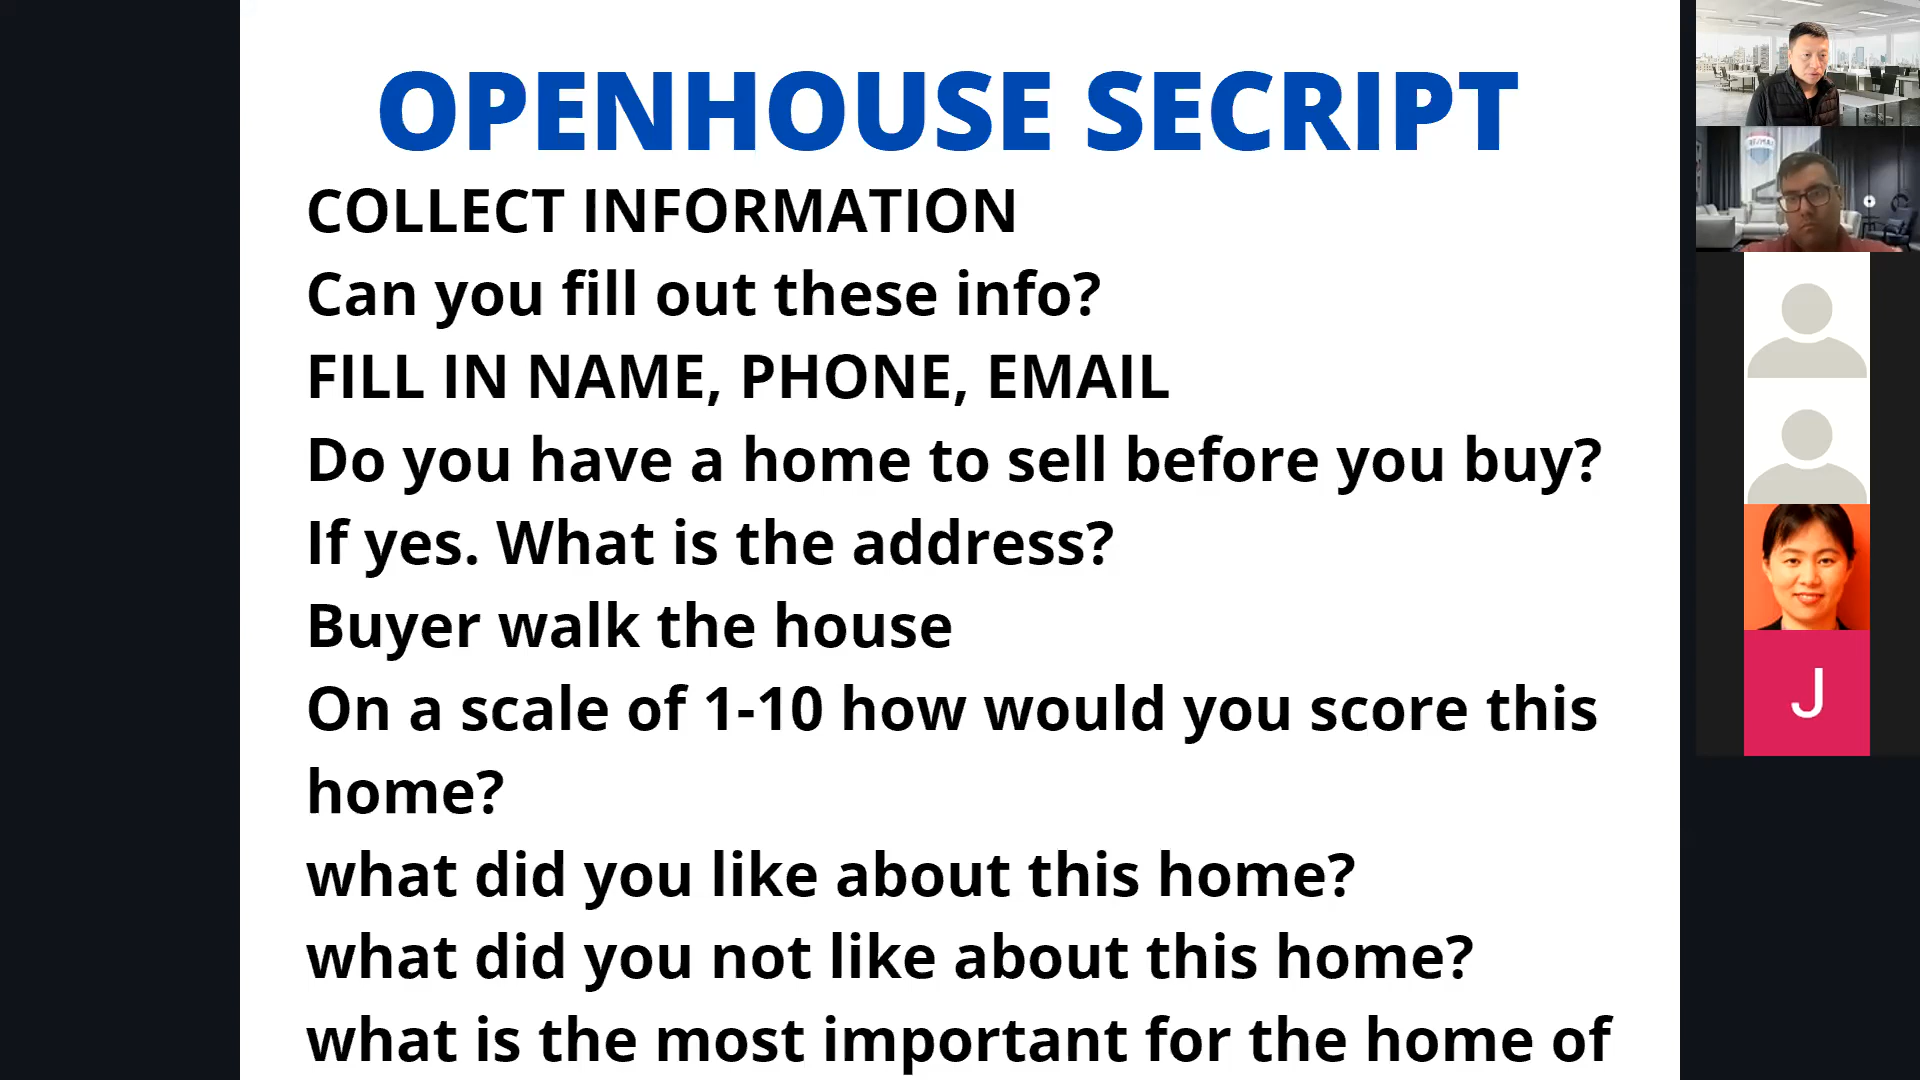 OPENHOUSE SECRIPT
COLLECT INFORMATION
Can you fill out these info?
FILL IN NAME, PHONE, EMAIL
Do you have a home to sell before you buy?
If yes. What is the address?
Buyer walk the house
On a scale of 1-10 how would you score this
home?
what did you like about this home?
what did you not like about this home?
what is the most important for the home of
RE/MAX
J